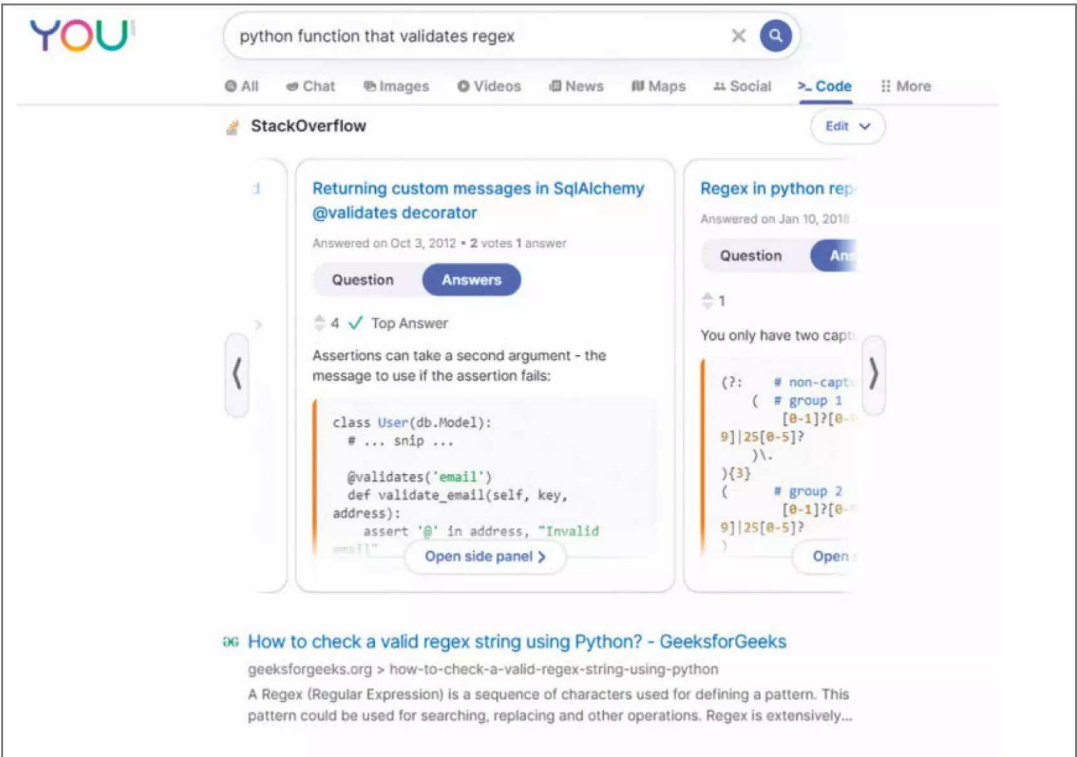 YOU
python function that validates regex
All Chat Images Videos News Maps Social >_ Code More
StackOverflow
Edit
Returning custom messages in SqlAlchemy
@validates decorator
Answered on Oct 3, 2012 • 2 votes 1 answer
Question Answers
4 ✓ Top Answer
Assertions can take a second argument - the
message to use if the assertion fails:
class User(db.Model):
# ... snip ...
@validates('email')
def validate_email(self, key,
address):
assert '@' in address, "Invalid
email"
Open side panel >
Regex in python rep
Answered on Jan 10, 2018
Question Ans
1
You only have two capt
(?: # non-capt
( # group 1
[0-1]?[0-
9]|25[0-5]?
)\.
){3}
( # group 2
[0-1]?[0-
9]|25[0-5]?
)
Open
How to check a valid regex string using Python? - GeeksforGeeks
geeksforgeeks.org > how-to-check-a-valid-regex-string-using-python
A Regex (Regular Expression) is a sequence of characters used for defining a pattern. This
pattern could be used for searching, replacing and other operations. Regex is extensively...